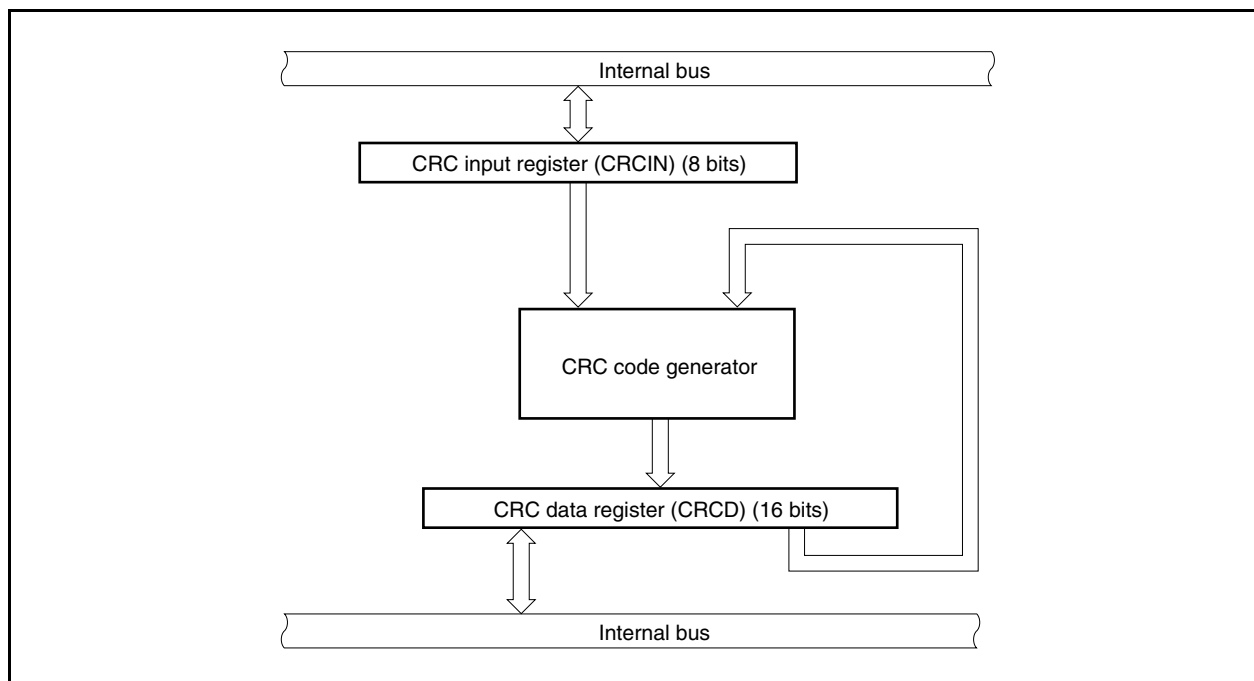 Internal bus
CRC input register (CRCIN) (8 bits)
CRC code generator
CRC data register (CRCD) (16 bits)
Internal bus